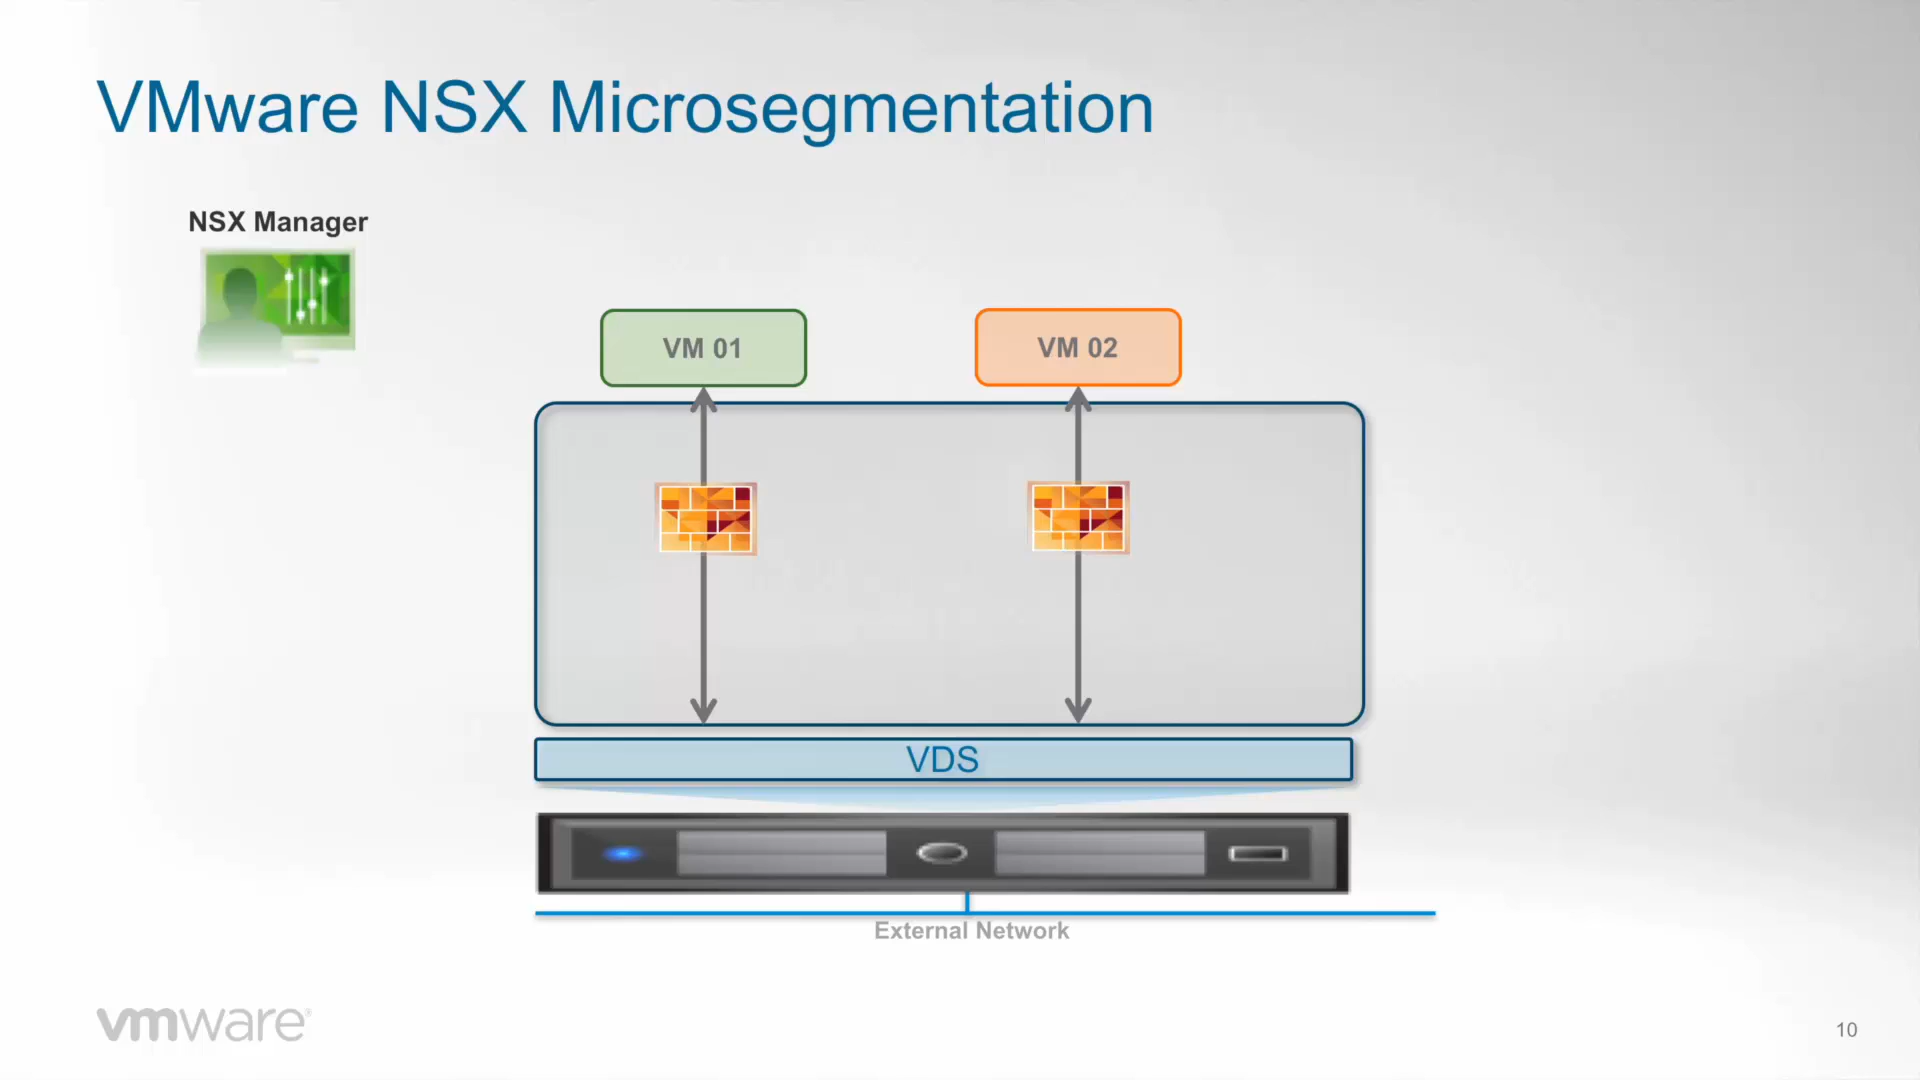 VMware NSX Microsegmentation
NSX Manager
VM 01
VM 02
VDS
External Network
vmware®
10